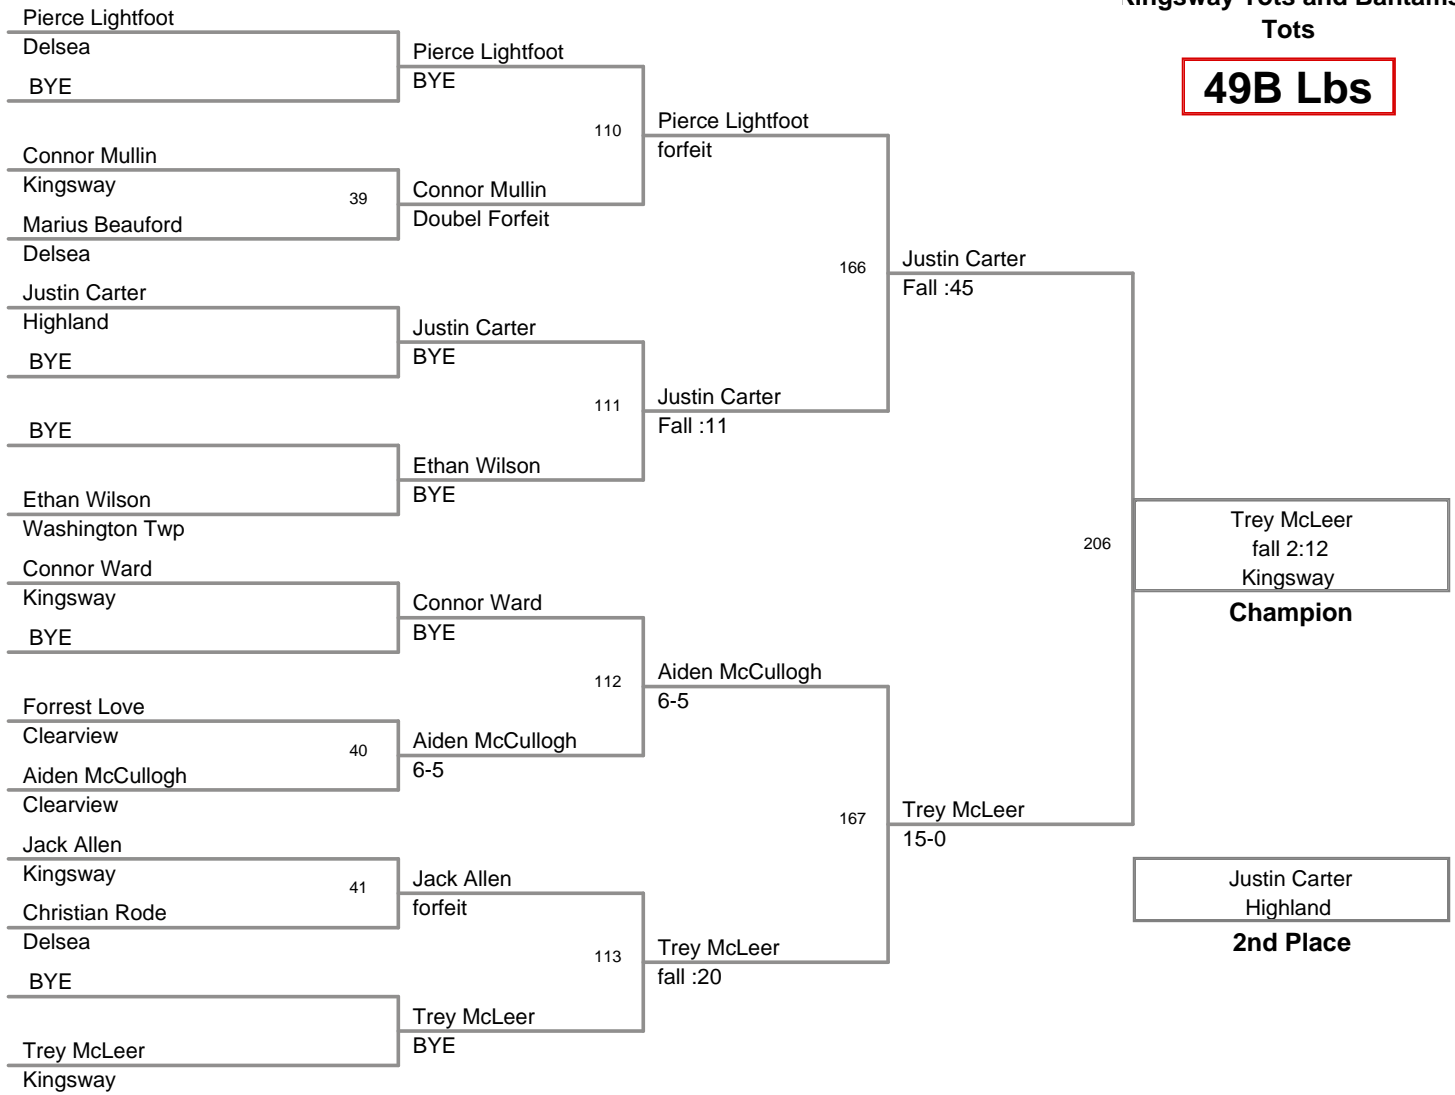 Tots and Bantams
Tots
49B Lbs
Pierce Lightfoot
Delsea
BYE
Connor Mullin
Kingsway
39
Marius Beauford
Delsea
Justin Carter
Highland
BYE
BYE
Ethan Wilson
Washington Twp
Connor Ward
Kingsway
BYE
Forrest Love
Clearview
40
Aiden McCullogh
Clearview
Jack Allen
Kingsway
41
Christian Rode
Delsea
BYE
Trey McLeer
Kingsway
Pierce Lightfoot
BYE
110
Connor Mullin
Doubel Forfeit
Justin Carter
BYE
111
Ethan Wilson
BYE
Connor Ward
BYE
112
Aiden McCullogh
6-5
Jack Allen
forfeit
113
Trey McLeer
BYE
Pierce Lightfoot
forfeit
166
Justin Carter
Fall :11
Aiden McCullogh
6-5
167
Trey McLeer
fall :20
Justin Carter
Fall :45
206
Trey McLeer
15-0
Trey McLeer
fall 2:12
Kingsway
Champion
Justin Carter
Highland
2nd Place